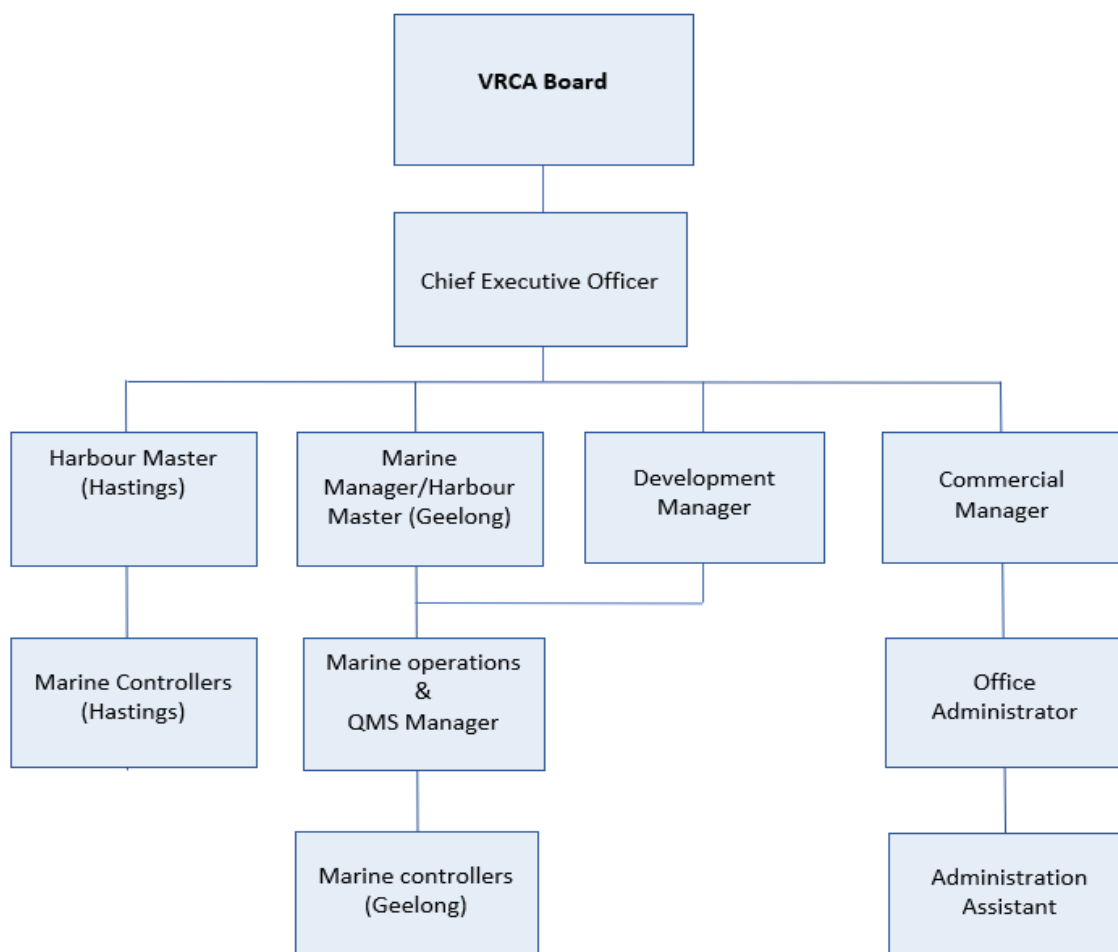 VRCA Board
Chief Executive Officer
Harbour Master
(Hastings)
Marine
Manager/Harbour
Master (Geelong)
Development
Manager
Commercial
Manager
Marine Controllers
(Hastings)
Marine operations
&
QMS Manager
Office
Administrator
Marine controllers
(Geelong)
Administration
Assistant